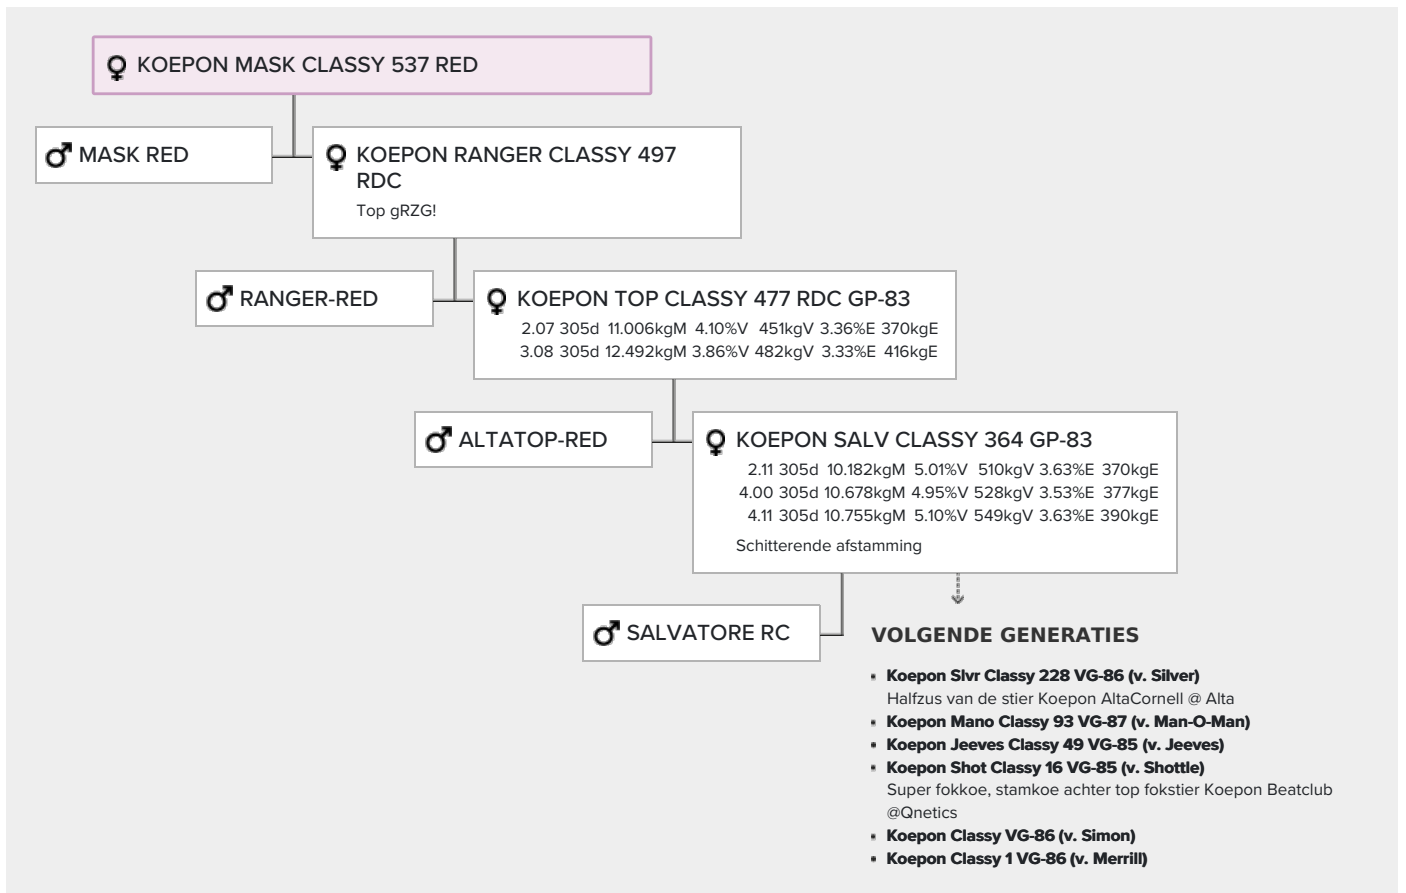 KOEPON MASK CLASSY 537 RED
MASK RED
KOEPON RANGER CLASSY 497
RDC
Top gRZG!
RANGER-RED
KOEPON TOP CLASSY 477 RDC GP-83
2.07 305d 11.006kgM 4.10%V 451kgV 3.36%E 370kgE
3.08 305d 12.492kgM 3.86%V 482kgV 3.33%E 416kgE
ALTATOP-RED
KOEPON SALV CLASSY 364 GP-83
2.11 305d 10.182kgM 5.01%V 510kgV 3.63%E 370kgE
4.00 305d 10.678kgM 4.95%V 528kgV 3.53%E 377kgE
4.11 305d 10.755kgM 5.10%V 549kgV 3.63%E 390kgE
Schitterende afstamming
SALVATORE RC
VOLGENDE GENERATIES
Koepon Slvr Classy 228 VG-86 (v. Silver)
Halfzus van de stier Koepon AltaCornell @ Alta
Koepon Mano Classy 93 VG-87 (v. Man-O-Man)
Koepon Jeeves Classy 49 VG-85 (v. Jeeves)
Koepon Shot Classy 16 VG-85 (v. Shottle)
Super fokkoe, stamkoe achter top fokstier Koepon Beatclub
@Qnetics
Koepon Classy VG-86 (v. Simon)
Koepon Classy 1 VG-86 (v. Merrill)